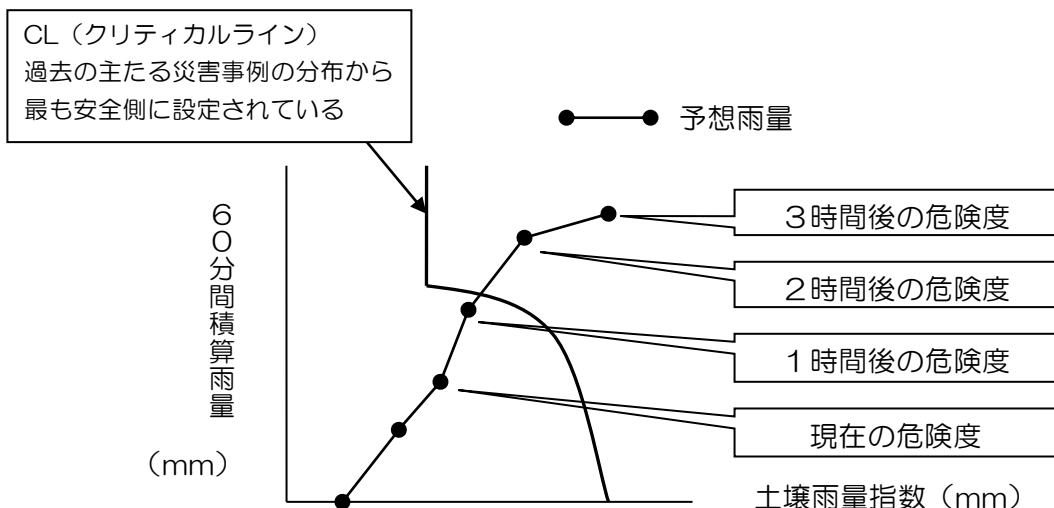 CL（クリティカルライン）
過去の主たる災害事例の分布から
最も安全側に設定されている
予想雨量
６０分間積算雨量
（mm）
３時間後の危険度
２時間後の危険度
１時間後の危険度
現在の危険度
土壌雨量指数（mm）